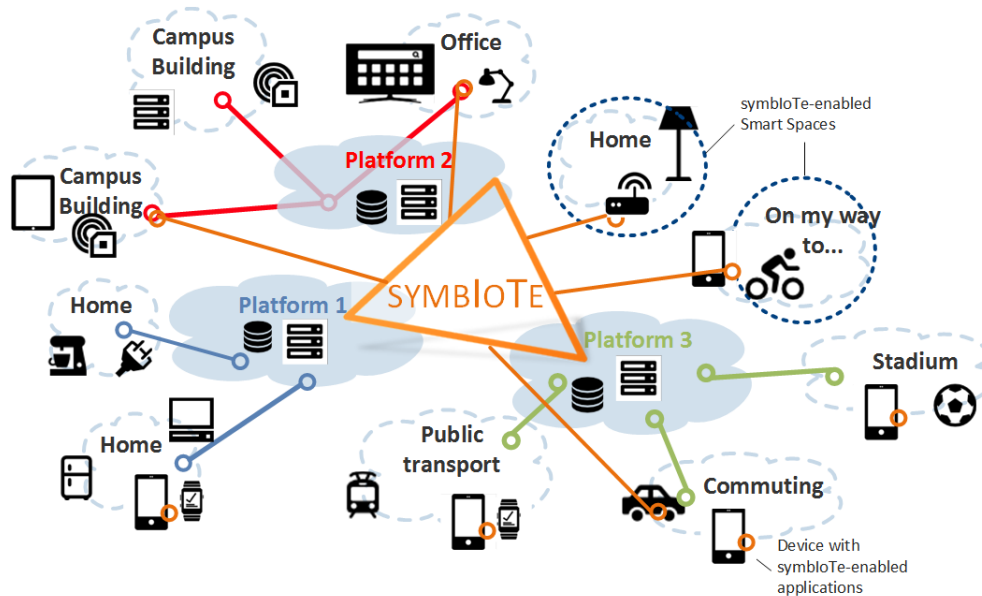 Campus
Building
Office
symbIoTe-enabled
Smart Spaces
Home
Platform 2
Campus
Building
On my way
to...
SYMBIOTE
Home
Platform 1
Platform 3
Stadium
Home
Public
transport
Commuting
Device with
symbIoTe-enabled
applications